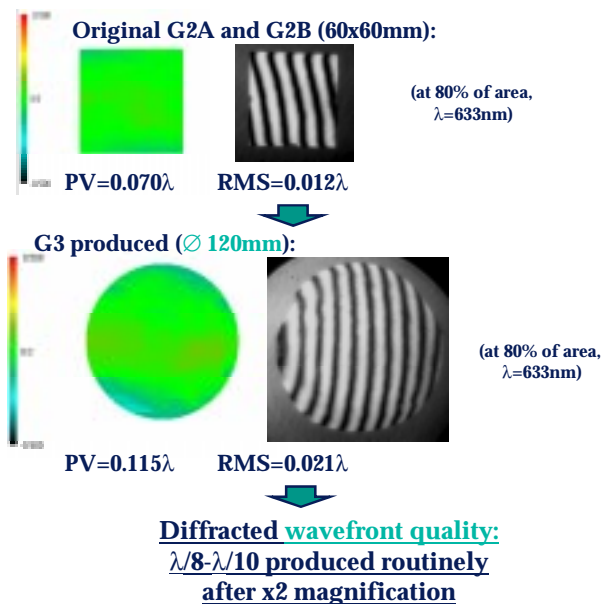 Original G2A and G2B (60x60mm):
(at 80% of area,
λ=633nm)
PV=0.070λ RMS=0.012λ
G3 produced (∅ 120mm):
(at 80% of area,
λ=633nm)
PV=0.115λ RMS=0.021λ
Diffracted wavefront quality:
λ/8-λ/10 produced routinely
after x2 magnification